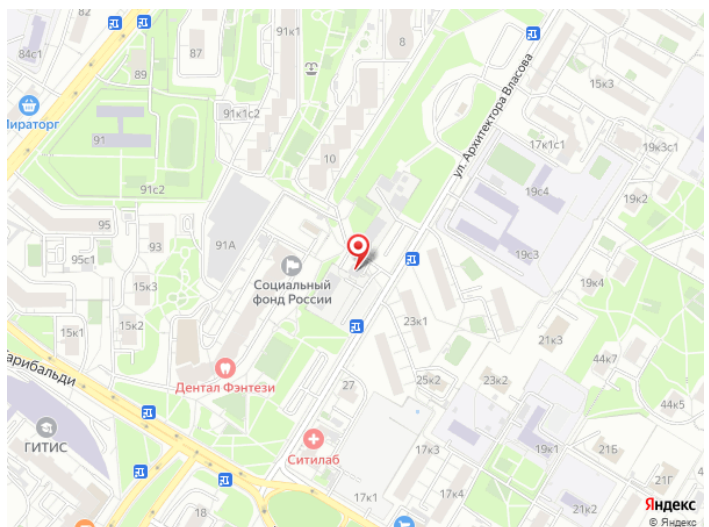 82
84с1
89
87
91к1
8
15к3
Мираторг
91
91к1с2
10
ул. Архитектора Власова
17к1с1
19к3с1
91с2
19с4
19к2
95
93
91А
19с3
95с1
Социальный
фонд России
19к4
15к3
15к1
15к2
23к1
21к3
44к7
Гарибальди
Дентал Фэнтези
27
25к2
23к2
44к5
ГИТИС
Ситилаб
17к3
19к1
21Б
17к1
17к4
21Г
18
21к2
Яндекс
© Яндекс